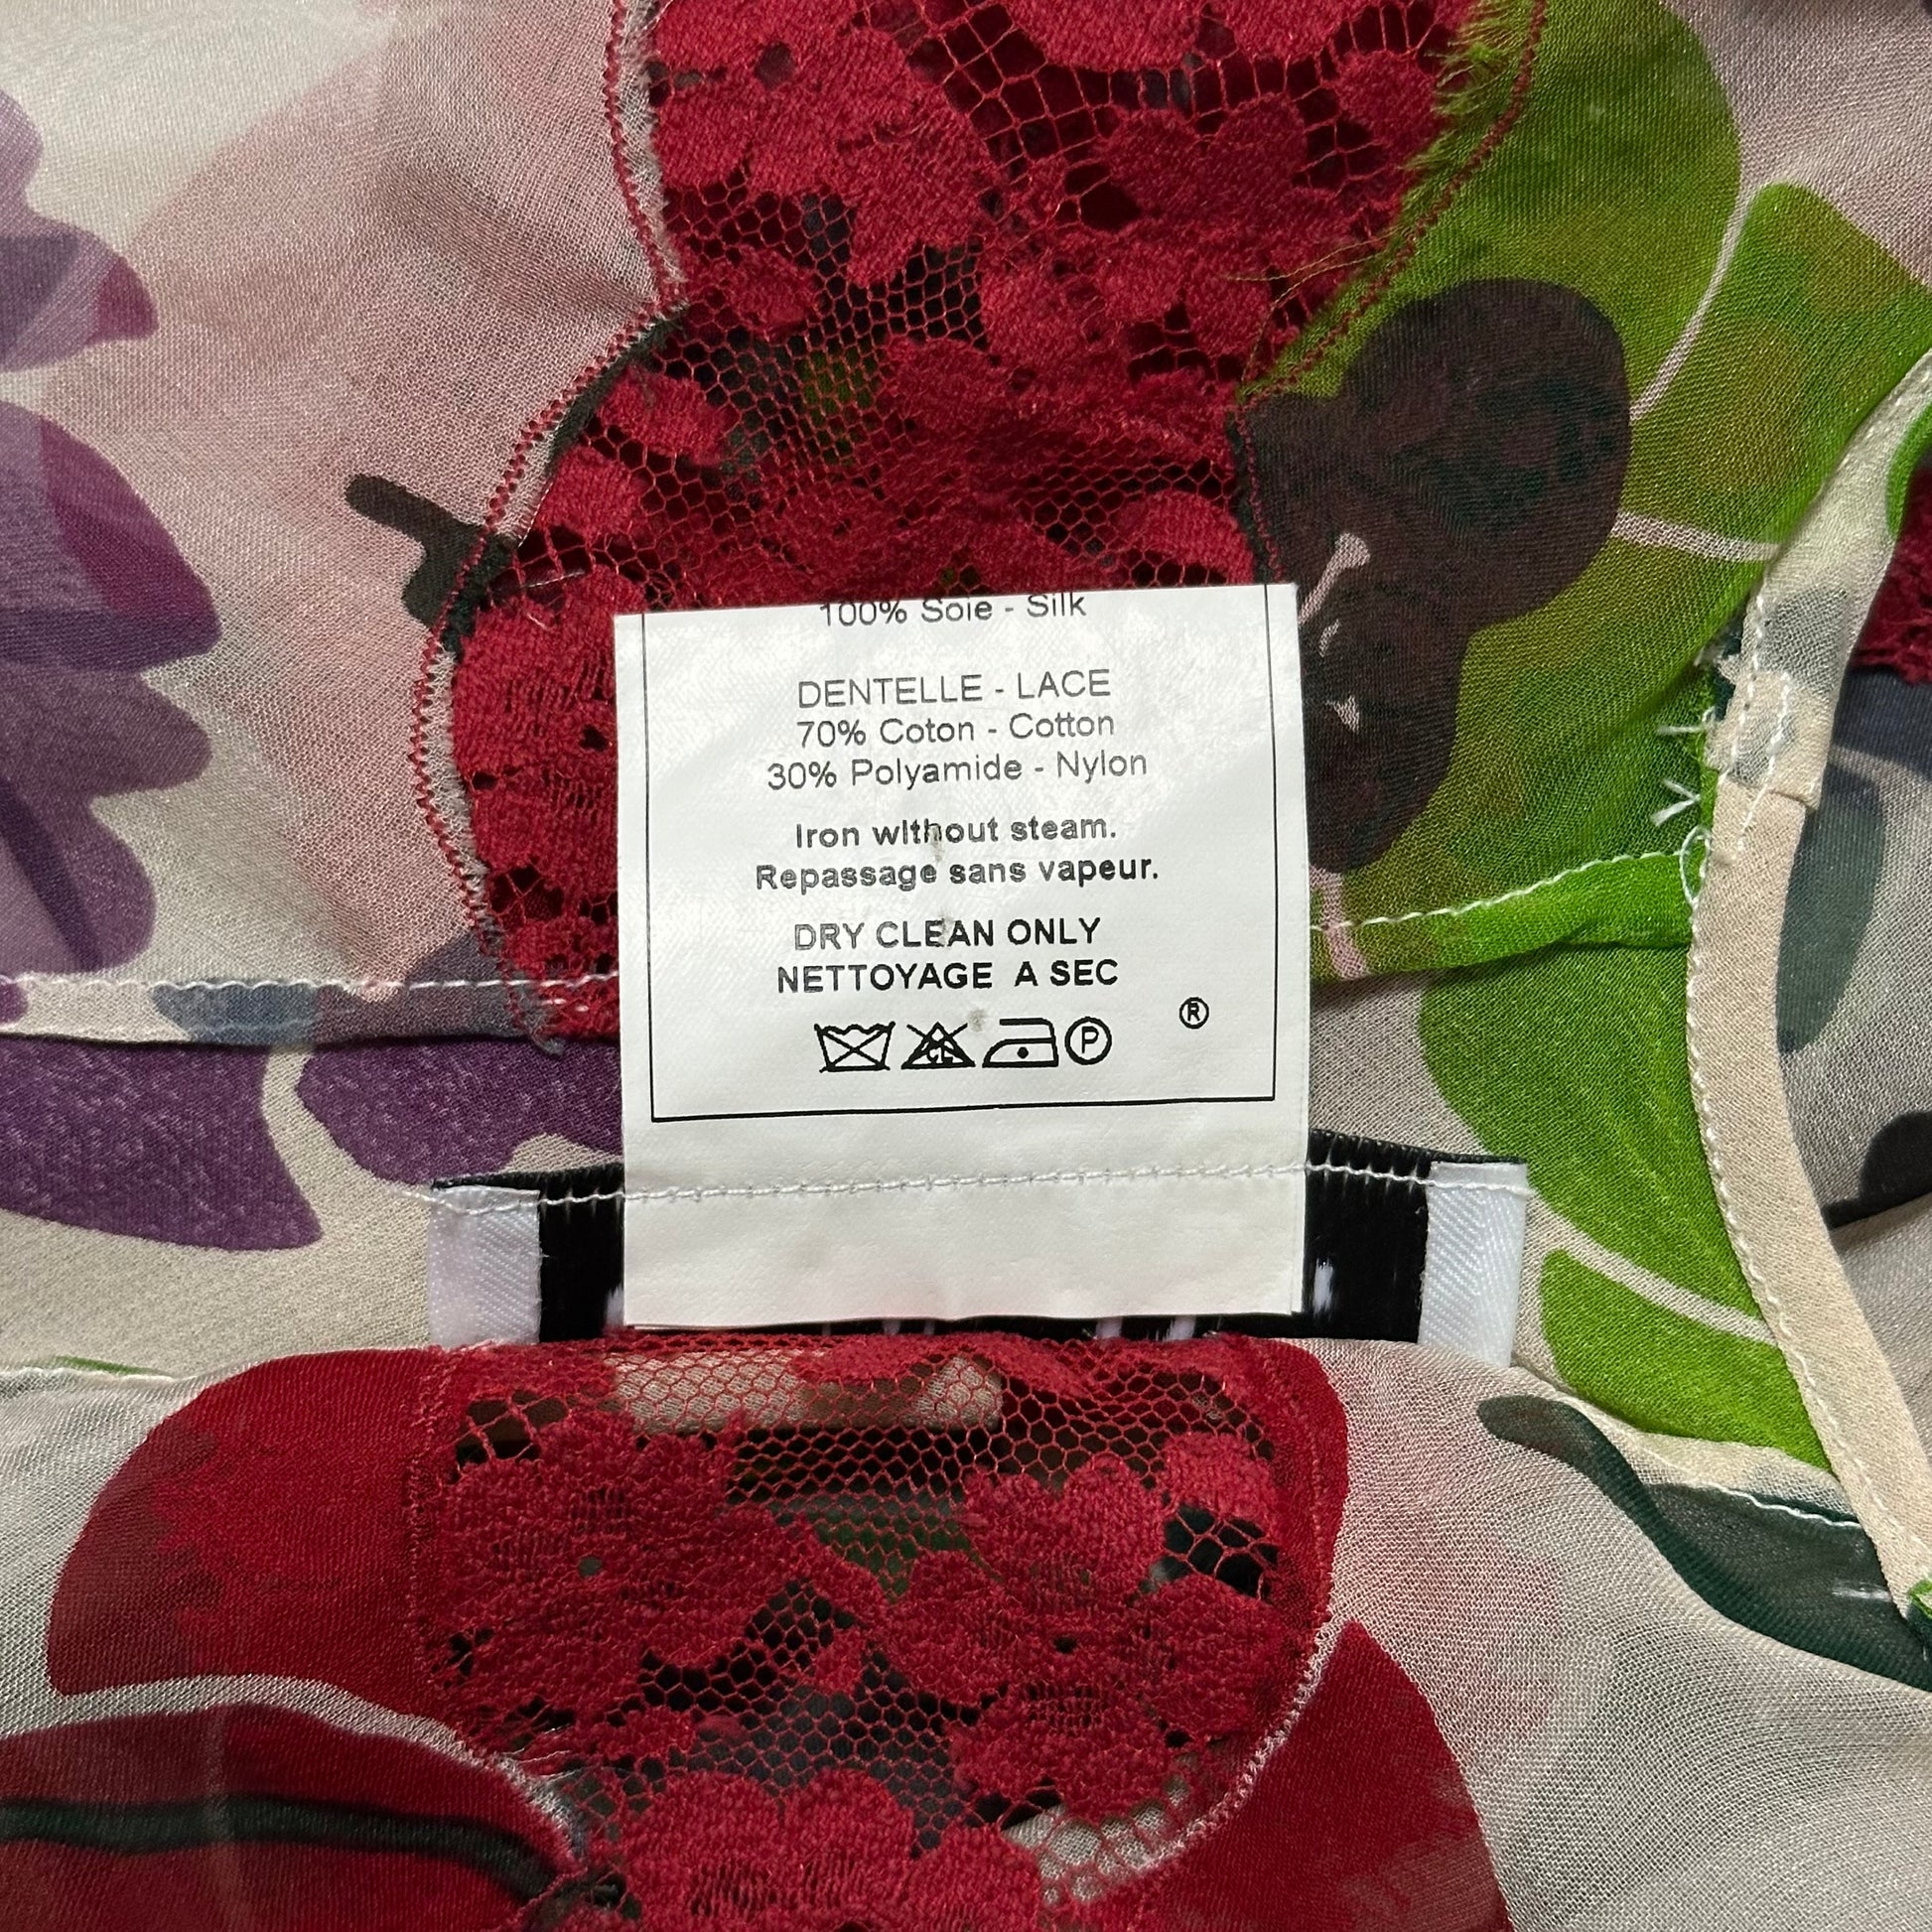 100% Soie - Silk
DENTELLE - LACE
70% Coton - Cotton
30% Polyamide - Nylon
Iron without steam.
Repassage sans vapeur.
DRY CLEAN ONLY
NETTOYAGE A SEC
®
CL P